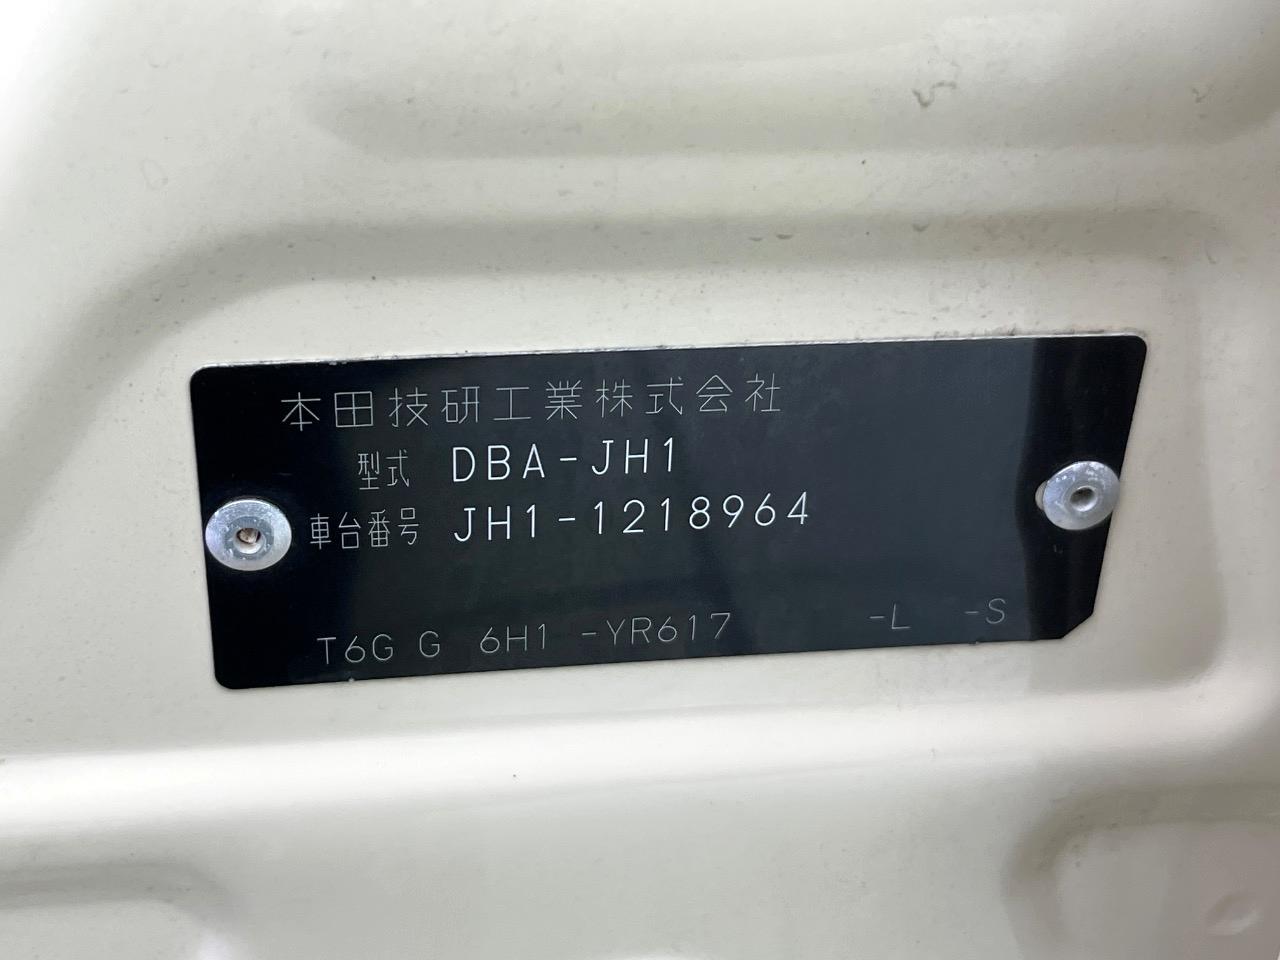 本田技研工業株式会社
型式 DBA-JH1
車台番号 JH1-1218964
T6G G 6H1 -YR617 -L -S